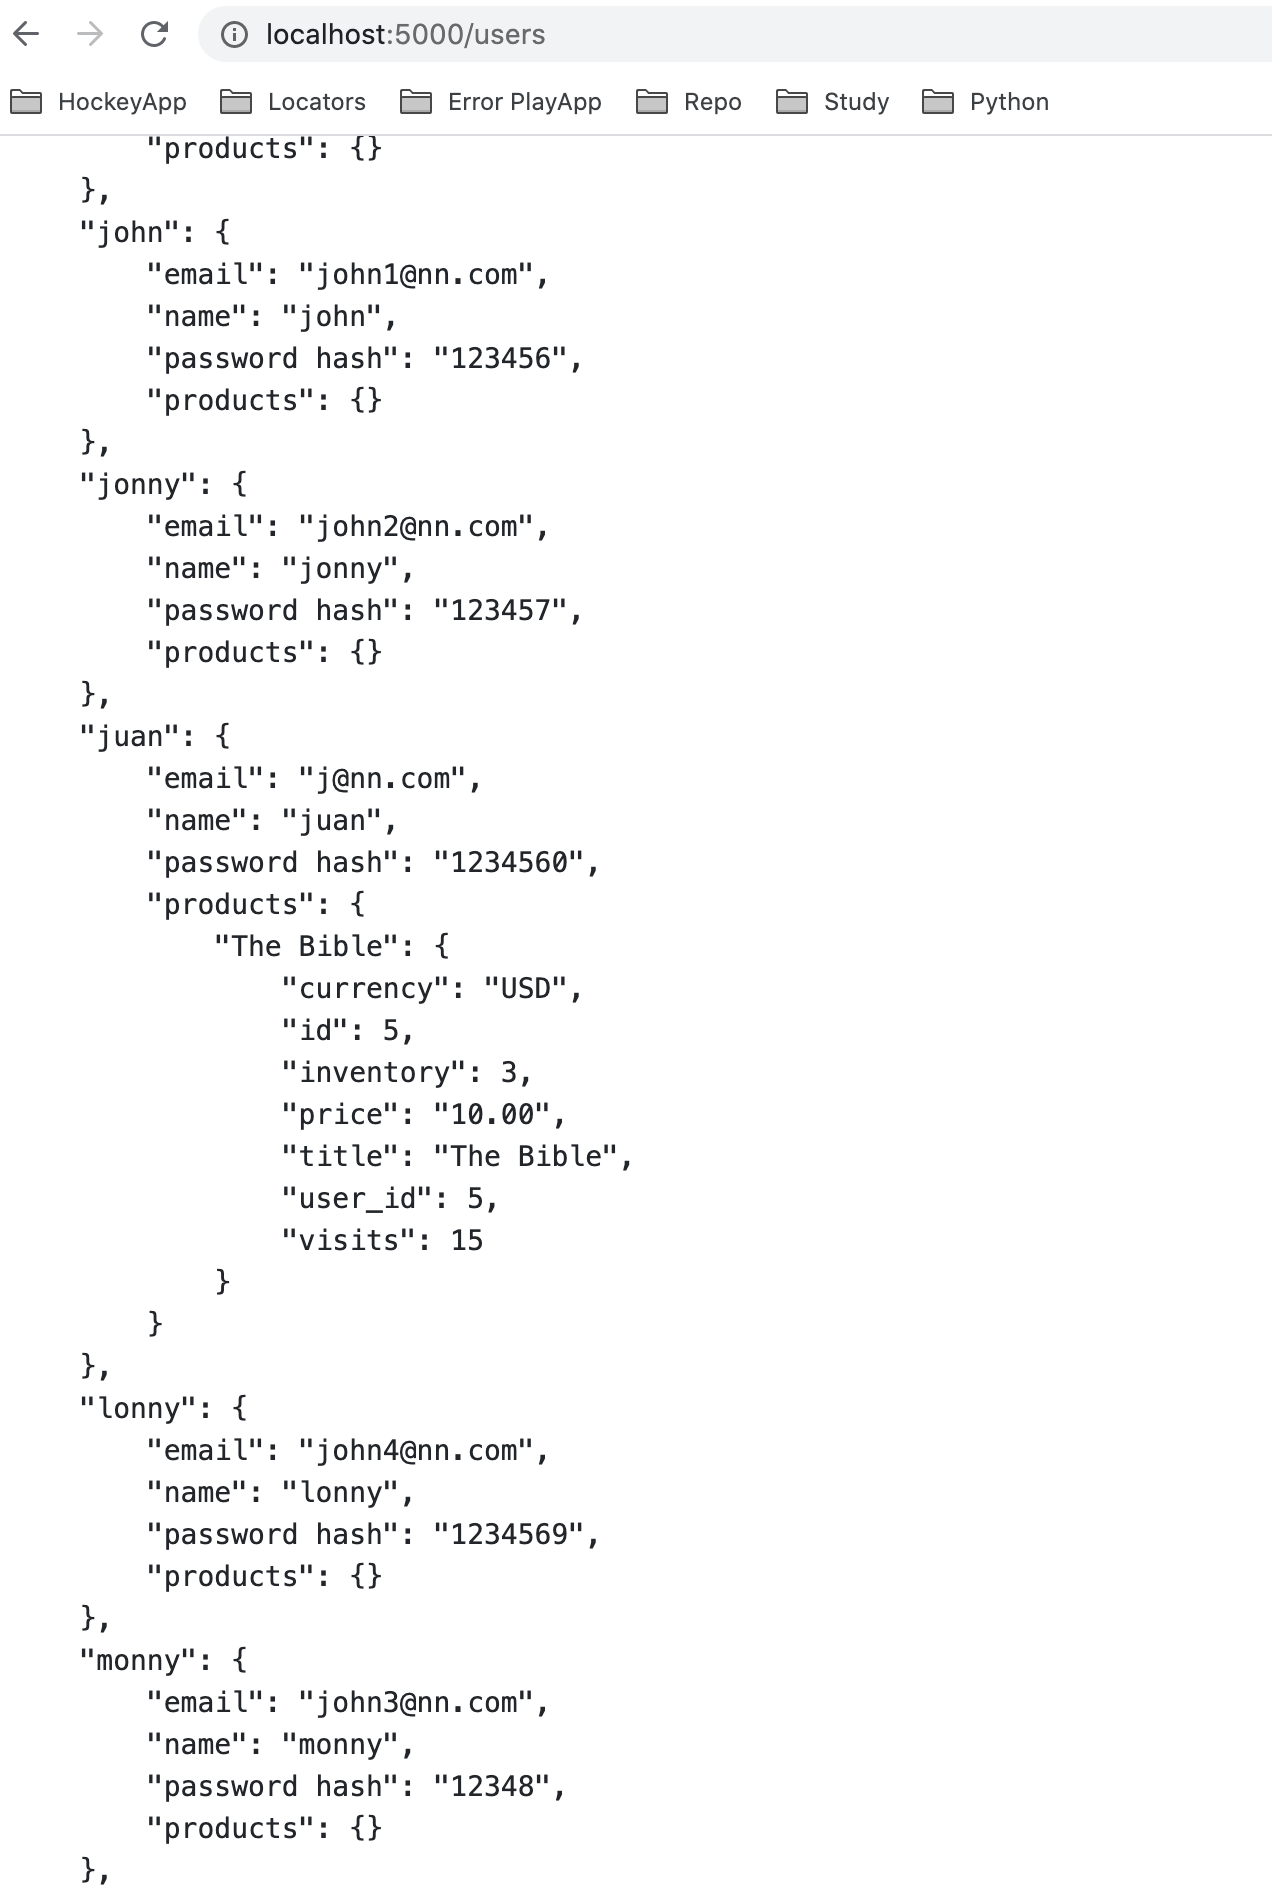 localhost:5000/users
HockeyApp Locators Error PlayApp Repo Study Python
"products": {}
},
"john": {
"email": "john1@nn.com",
"name": "john",
"password hash": "123456",
"products": {}
},
"jonny": {
"email": "john2@nn.com",
"name": "jonny",
"password hash": "123457",
"products": {}
},
"juan": {
"email": "j@nn.com",
"name": "juan",
"password hash": "1234560",
"products": {
"The Bible": {
"currency": "USD",
"id": 5,
"inventory": 3,
"price": "10.00",
"title": "The Bible",
"user_id": 5,
"visits": 15
}
}
},
"lonny": {
"email": "john4@nn.com",
"name": "lonny",
"password hash": "1234569",
"products": {}
},
"monny": {
"email": "john3@nn.com",
"name": "monny",
"password hash": "12348",
"products": {}
},